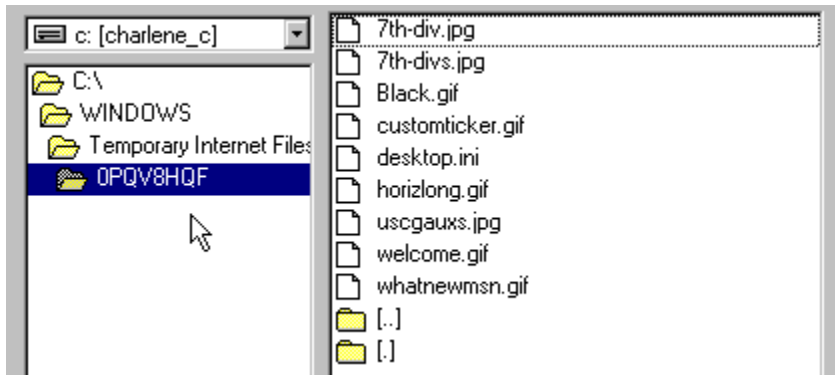 c: [charlene_c]
C:\
WINDOWS
Temporary Internet Files
0PQV8HQF
7th-div.jpg
7th-divs.jpg
Black.gif
customticker.gif
desktop.ini
horizlong.gif
uscgauxs.jpg
welcome.gif
whatnewmsn.gif
[..]
[.]